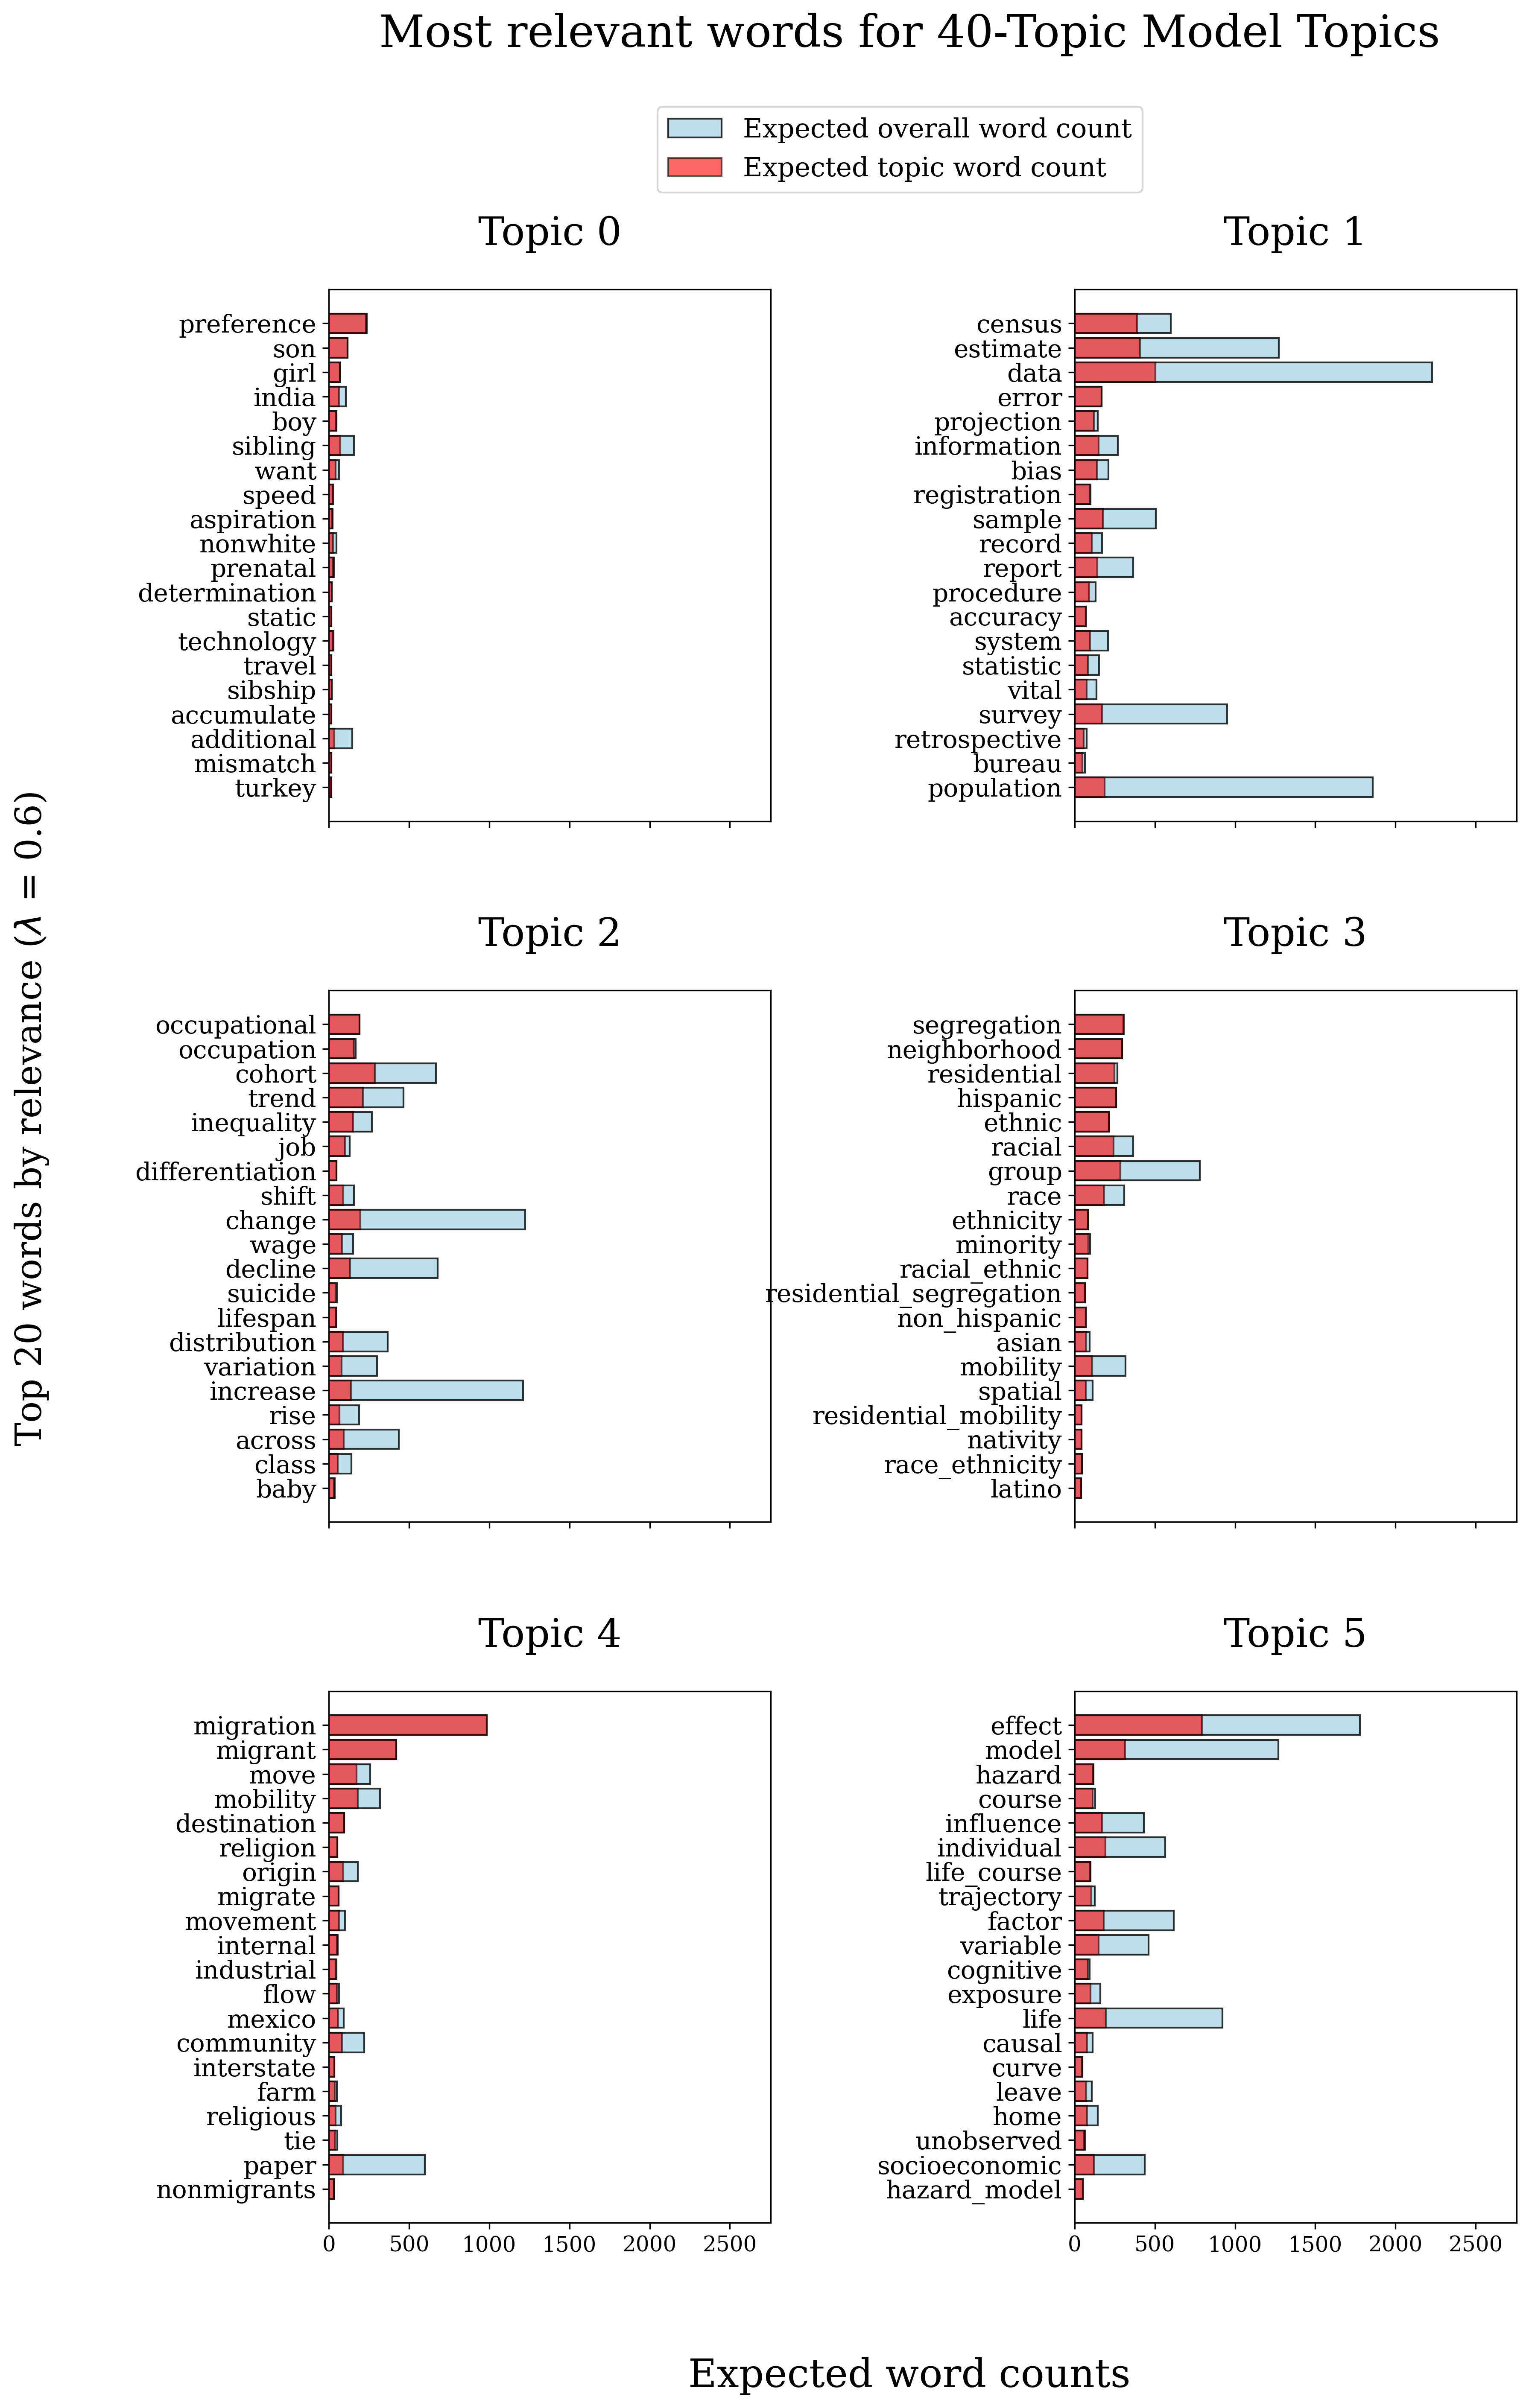 Most relevant words for 40-Topic Model Topics
Expected overall word count
Expected topic word count
Top 20 words by relevance (λ = 0.6)
Topic 0
preference
son
girl
india
boy
sibling
want
speed
aspiration
nonwhite
prenatal
determination
static
technology
travel
sibship
accumulate
additional
mismatch
turkey
Topic 1
census
estimate
data
error
projection
information
bias
registration
sample
record
report
procedure
accuracy
system
statistic
vital
survey
retrospective
bureau
population
Topic 2
occupational
occupation
cohort
trend
inequality
job
differentiation
shift
change
wage
decline
suicide
lifespan
distribution
variation
increase
rise
across
class
baby
Topic 3
segregation
neighborhood
residential
hispanic
ethnic
racial
group
race
ethnicity
minority
racial_ethnic
residential_segregation
non_hispanic
asian
mobility
spatial
residential_mobility
nativity
race_ethnicity
latino
Topic 4
migration
migrant
move
mobility
destination
religion
origin
migrate
movement
internal
industrial
flow
mexico
community
interstate
farm
religious
tie
paper
nonmigrants
0 500 1000 1500 2000 2500
Topic 5
effect
model
hazard
course
influence
individual
life_course
trajectory
factor
variable
cognitive
exposure
life
causal
curve
leave
home
unobserved
socioeconomic
hazard_model
0 500 1000 1500 2000 2500
Expected word counts